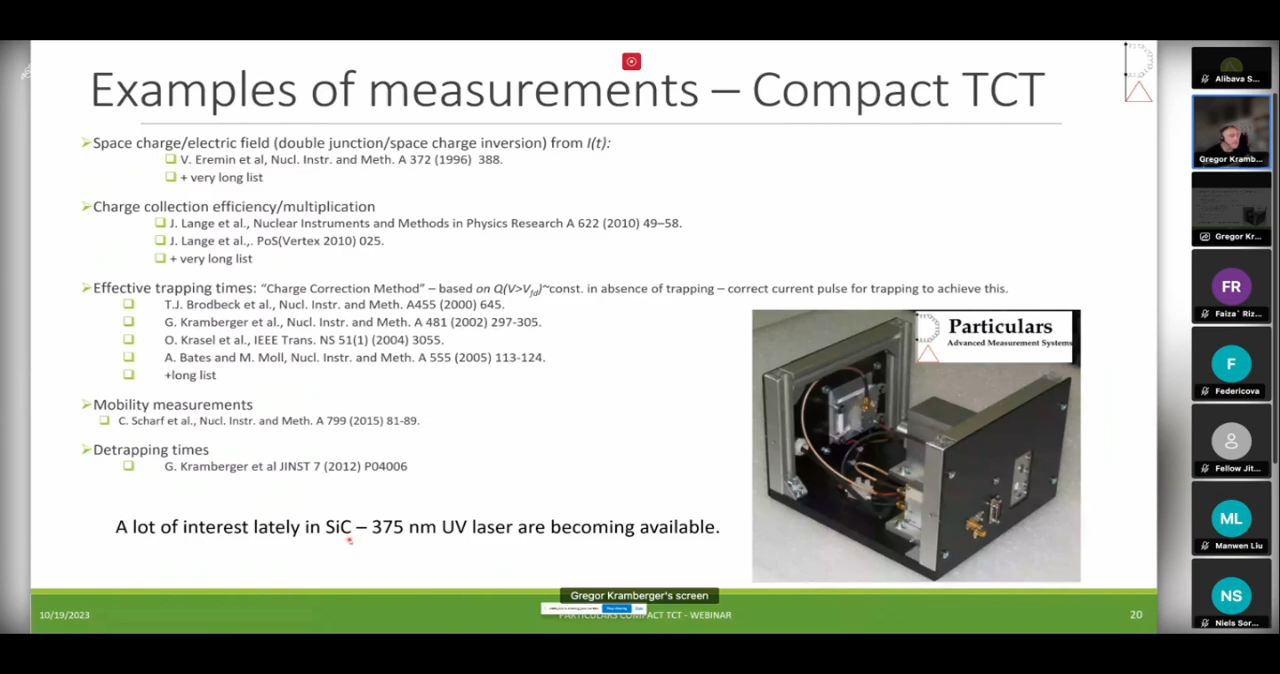 Examples of measurements – Compact TCT
Space charge/electric field (double junction/space charge inversion) from I(t):
V. Eremin et al, Nucl. Instr. and Meth. A 372 (1996) 388.
+ very long list
Charge collection efficiency/multiplication
J. Lange et al., Nuclear Instruments and Methods in Physics Research A 622 (2010) 49–58.
J. Lange et al.,. PoS(Vertex 2010) 025.
+ very long list
Effective trapping times: “Charge Correction Method” – based on Q(V>Vfd)~const. in absence of trapping – correct current pulse for trapping to achieve this.
T.J. Brodbeck et al., Nucl. Instr. and Meth. A455 (2000) 645.
G. Kramberger et al., Nucl. Instr. and Meth. A 481 (2002) 297-305.
O. Krasel et al., IEEE Trans. NS 51(1) (2004) 3055.
A. Bates and M. Moll, Nucl. Instr. and Meth. A 555 (2005) 113-124.
+long list
Mobility measurements
C. Scharf et al., Nucl. Instr. and Meth. A 799 (2015) 81-89.
Detrapping times
G. Kramberger et al JINST 7 (2012) P04006
A lot of interest lately in SiC – 375 nm UV laser are becoming available.
Particulars
Advanced Measurement Systems
Gregor Kramberger's screen
10/19/2023
PARTICULARS COMPACT TCT - WEBINAR
20
Alibava S...
Gregor Kramb...
Gregor Kr...
FR
Faiza` Riz...
F
Federicova
Fellow Jit...
ML
Manwen Liu
NS
Niels Sor...